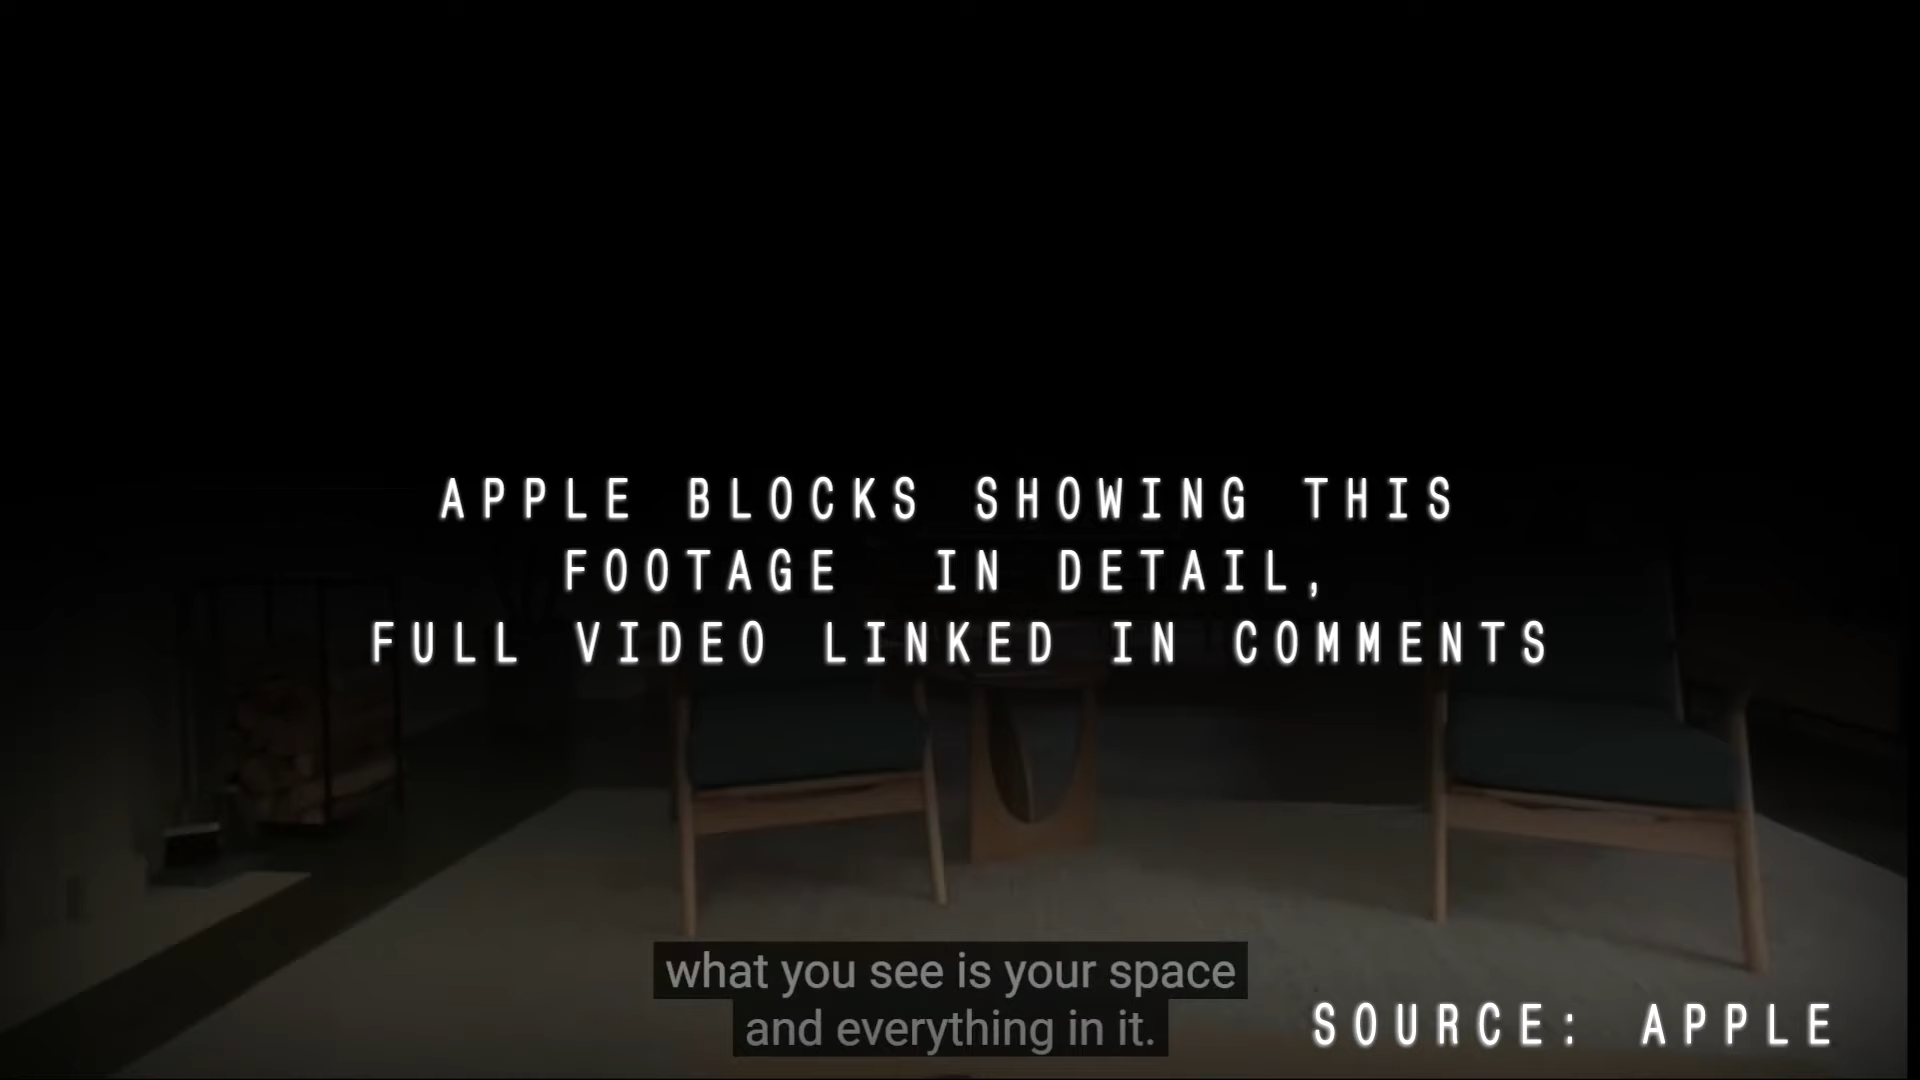 APPLE BLOCKS SHOWING THIS
FOOTAGE IN DETAIL,
FULL VIDEO LINKED IN COMMENTS
what you see is your space
and everything in it.
SOURCE: APPLE